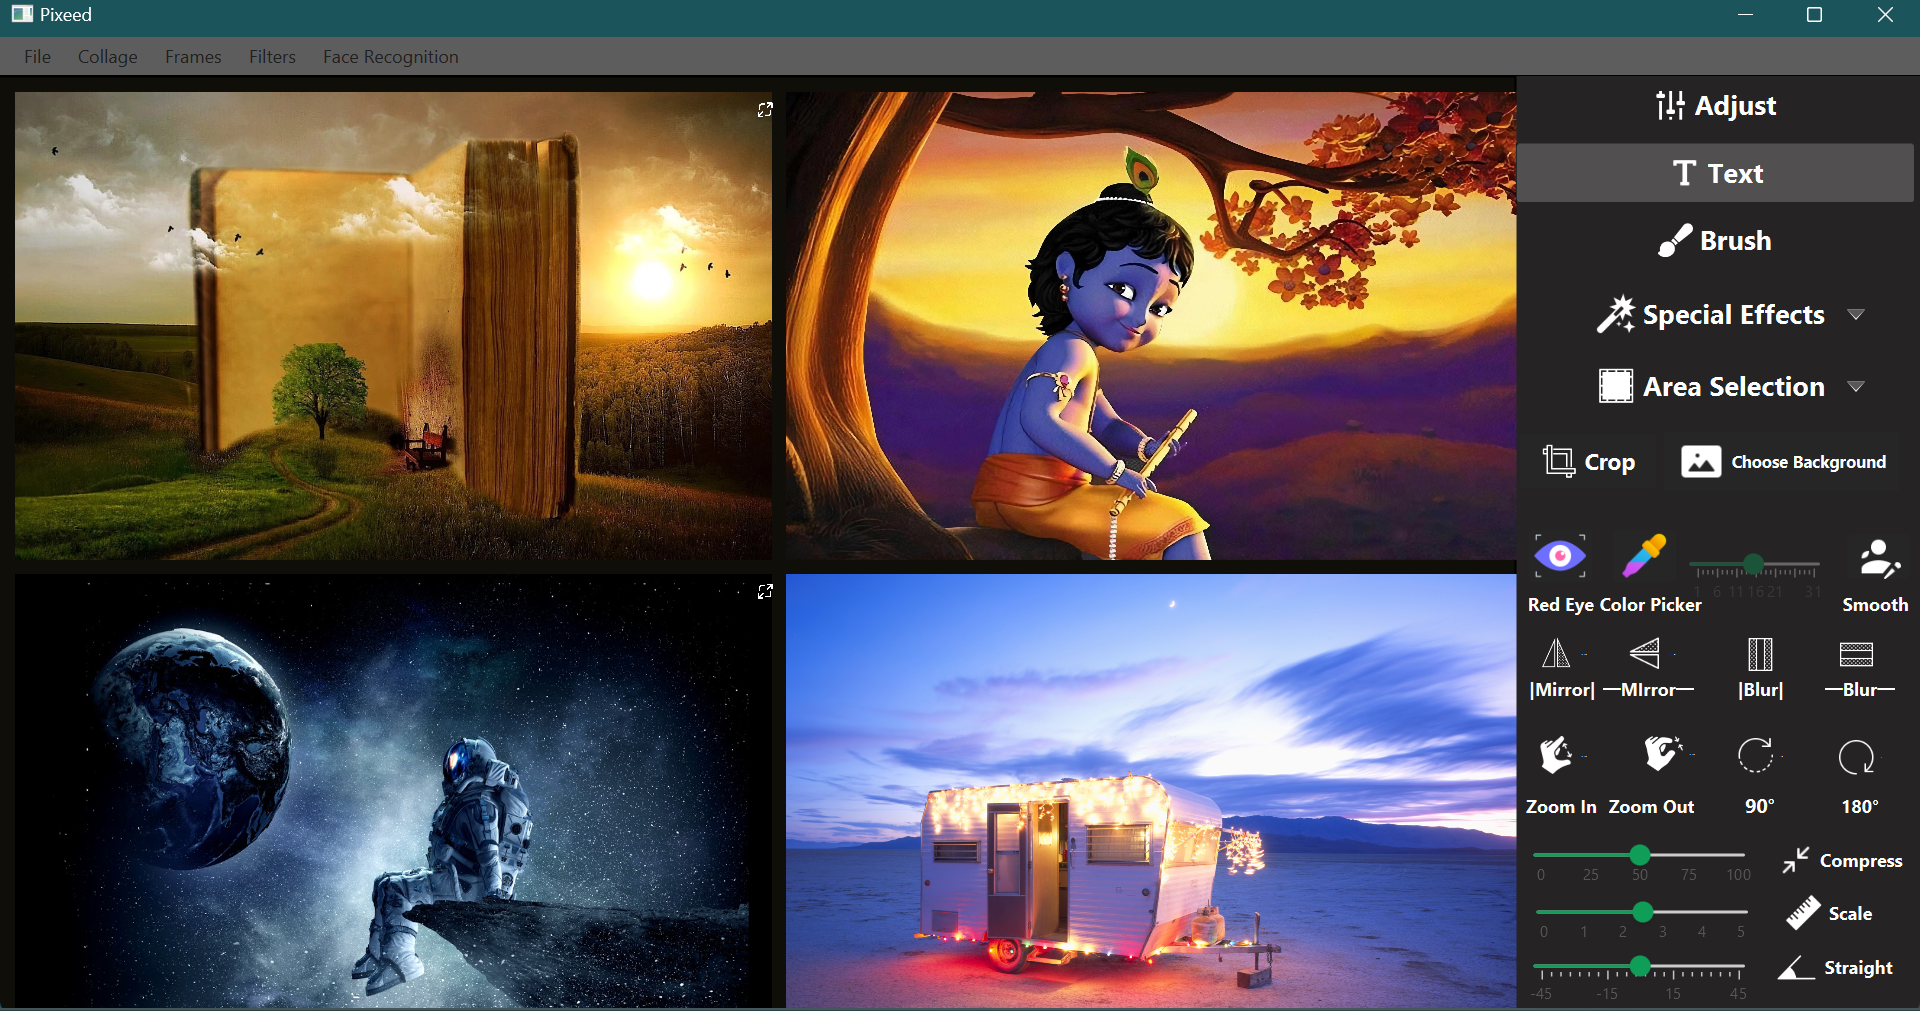 Pixeed
File Collage Frames Filters Face Recognition
Adjust
Text
Brush
Special Effects
Area Selection
Crop Choose Background
1 6 11 16 21 31
Red Eye Color Picker Smooth
|Mirror| —MIrror— |Blur| —Blur—
Zoom In Zoom Out 90° 180°
Compress
0 25 50 75 100
Scale
0 1 2 3 4 5
Straight
-45 -15 15 45